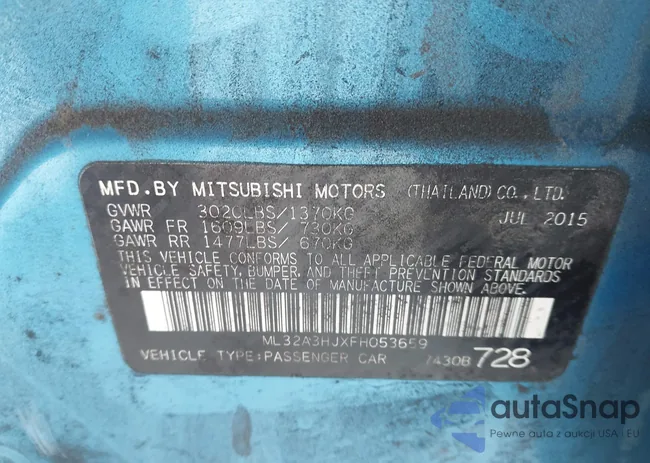 MFD.BY MITSUBISHI MOTORS (THAILAND) CO., LTD.
GVWR 3020LBS/1370KG JUL 2015
GAWR FR 1609LBS/ 730KG
GAWR RR 1477LBS/ 670KG
THIS VEHICLE CONFORMS TO ALL APPLICABLE FEDERAL MOTOR
VEHICLE SAFETY, BUMPER, AND THEFT PREVENTION STANDARDS
IN EFFECT ON THE DATE OF MANUFACTURE SHOWN ABOVE.
ML32A3HJXFH053659
VEHICLE TYPE:PASSENGER CAR 7430B 728
autaSnap
Pewne auta z aukcji USA i EU